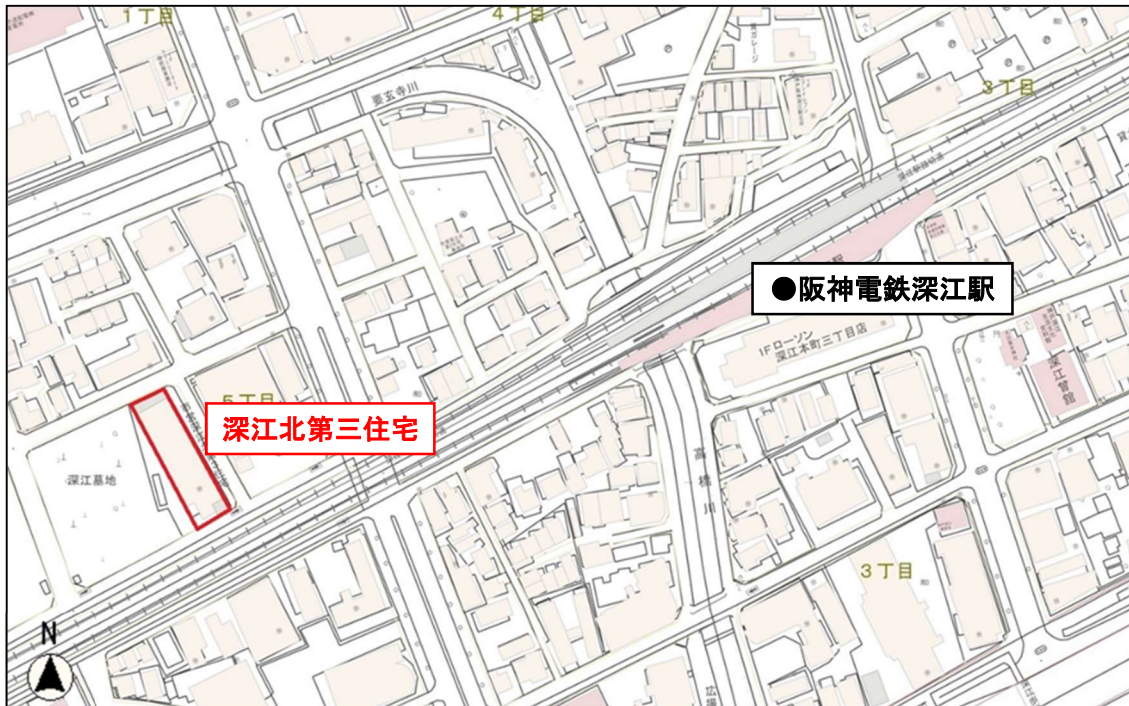 1丁目
4丁目
要玄寺川
3丁目
●阪神電鉄深江駅
1Fローソン
深江本町三丁目店
深江會館
5丁目
深江北第三住宅
深江墓地
高橋川
3丁目
N
広場